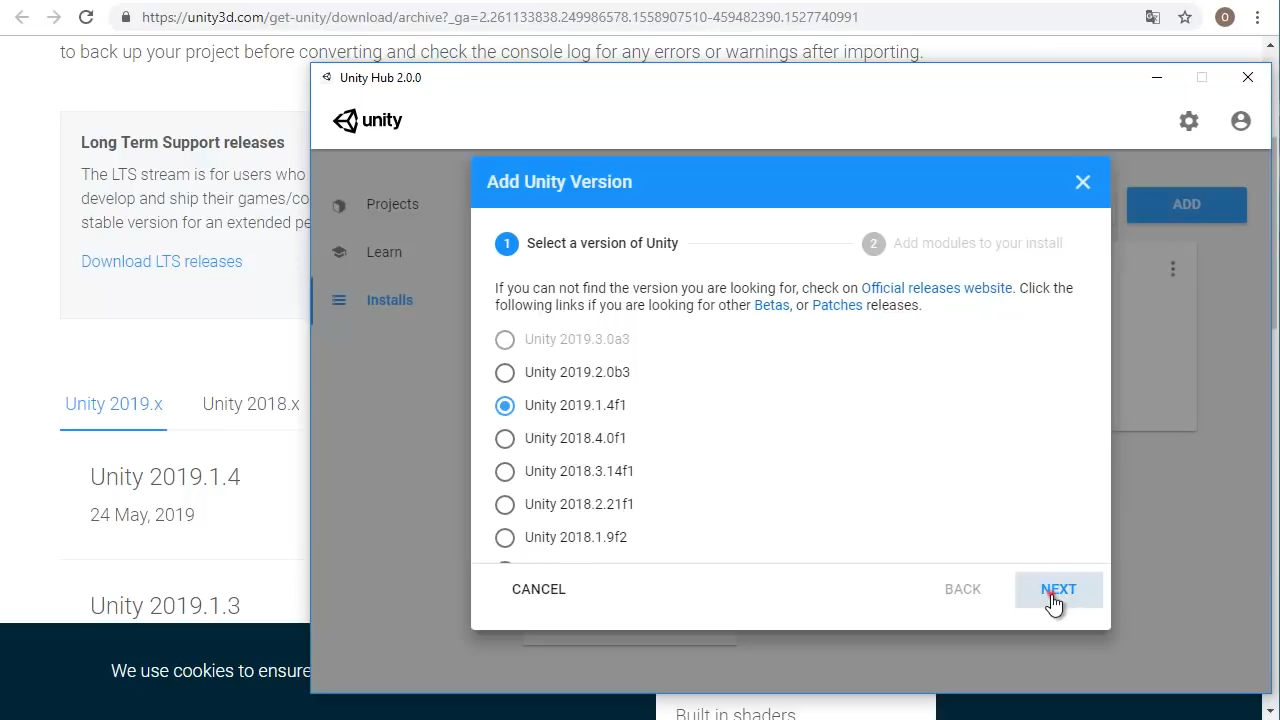 https://unity3d.com/get-unity/download/archive?_ga=2.261133838.249986578.1558907510-459482390.1527740991
O
to back up your project before converting and check the console log for any errors or warnings after importing.
Unity Hub 2.0.0
unity
Long Term Support releases
The LTS stream is for users who
develop and ship their games/co
stable version for an extended pe
Download LTS releases
Projects
Learn
Installs
ADD
Add Unity Version
1 Select a version of Unity
2 Add modules to your install
If you can not find the version you are looking for, check on Official releases website. Click the
following links if you are looking for other Betas, or Patches releases.
Unity 2019.3.0a3
Unity 2019.2.0b3
Unity 2019.1.4f1
Unity 2018.4.0f1
Unity 2018.3.14f1
Unity 2018.2.21f1
Unity 2018.1.9f2
CANCEL
BACK
NEXT
Unity 2019.x
Unity 2018.x
Unity 2019.1.4
24 May, 2019
Unity 2019.1.3
We use cookies to ensure
Built in shaders